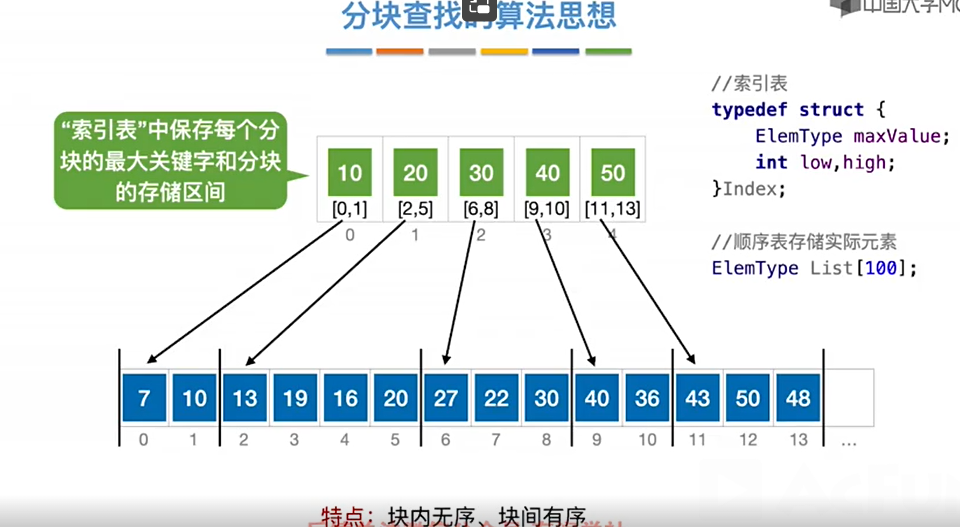 分块查找的算法思想
中国大学MO
//索引表
typedef struct {
ElemType maxValue;
int low,high;
}Index;
//顺序表存储实际元素
ElemType List[100];
“索引表”中保存每个分
块的最大关键字和分块
的存储区间
10 20 30 40 50
[0,1] [2,5] [6,8] [9,10] [11,13]
0 1 2 3 4
7 10 13 19 16 20 27 22 30 40 36 43 50 48
0 1 2 3 4 5 6 7 8 9 10 11 12 13 ...
特点：块内无序、块间有序